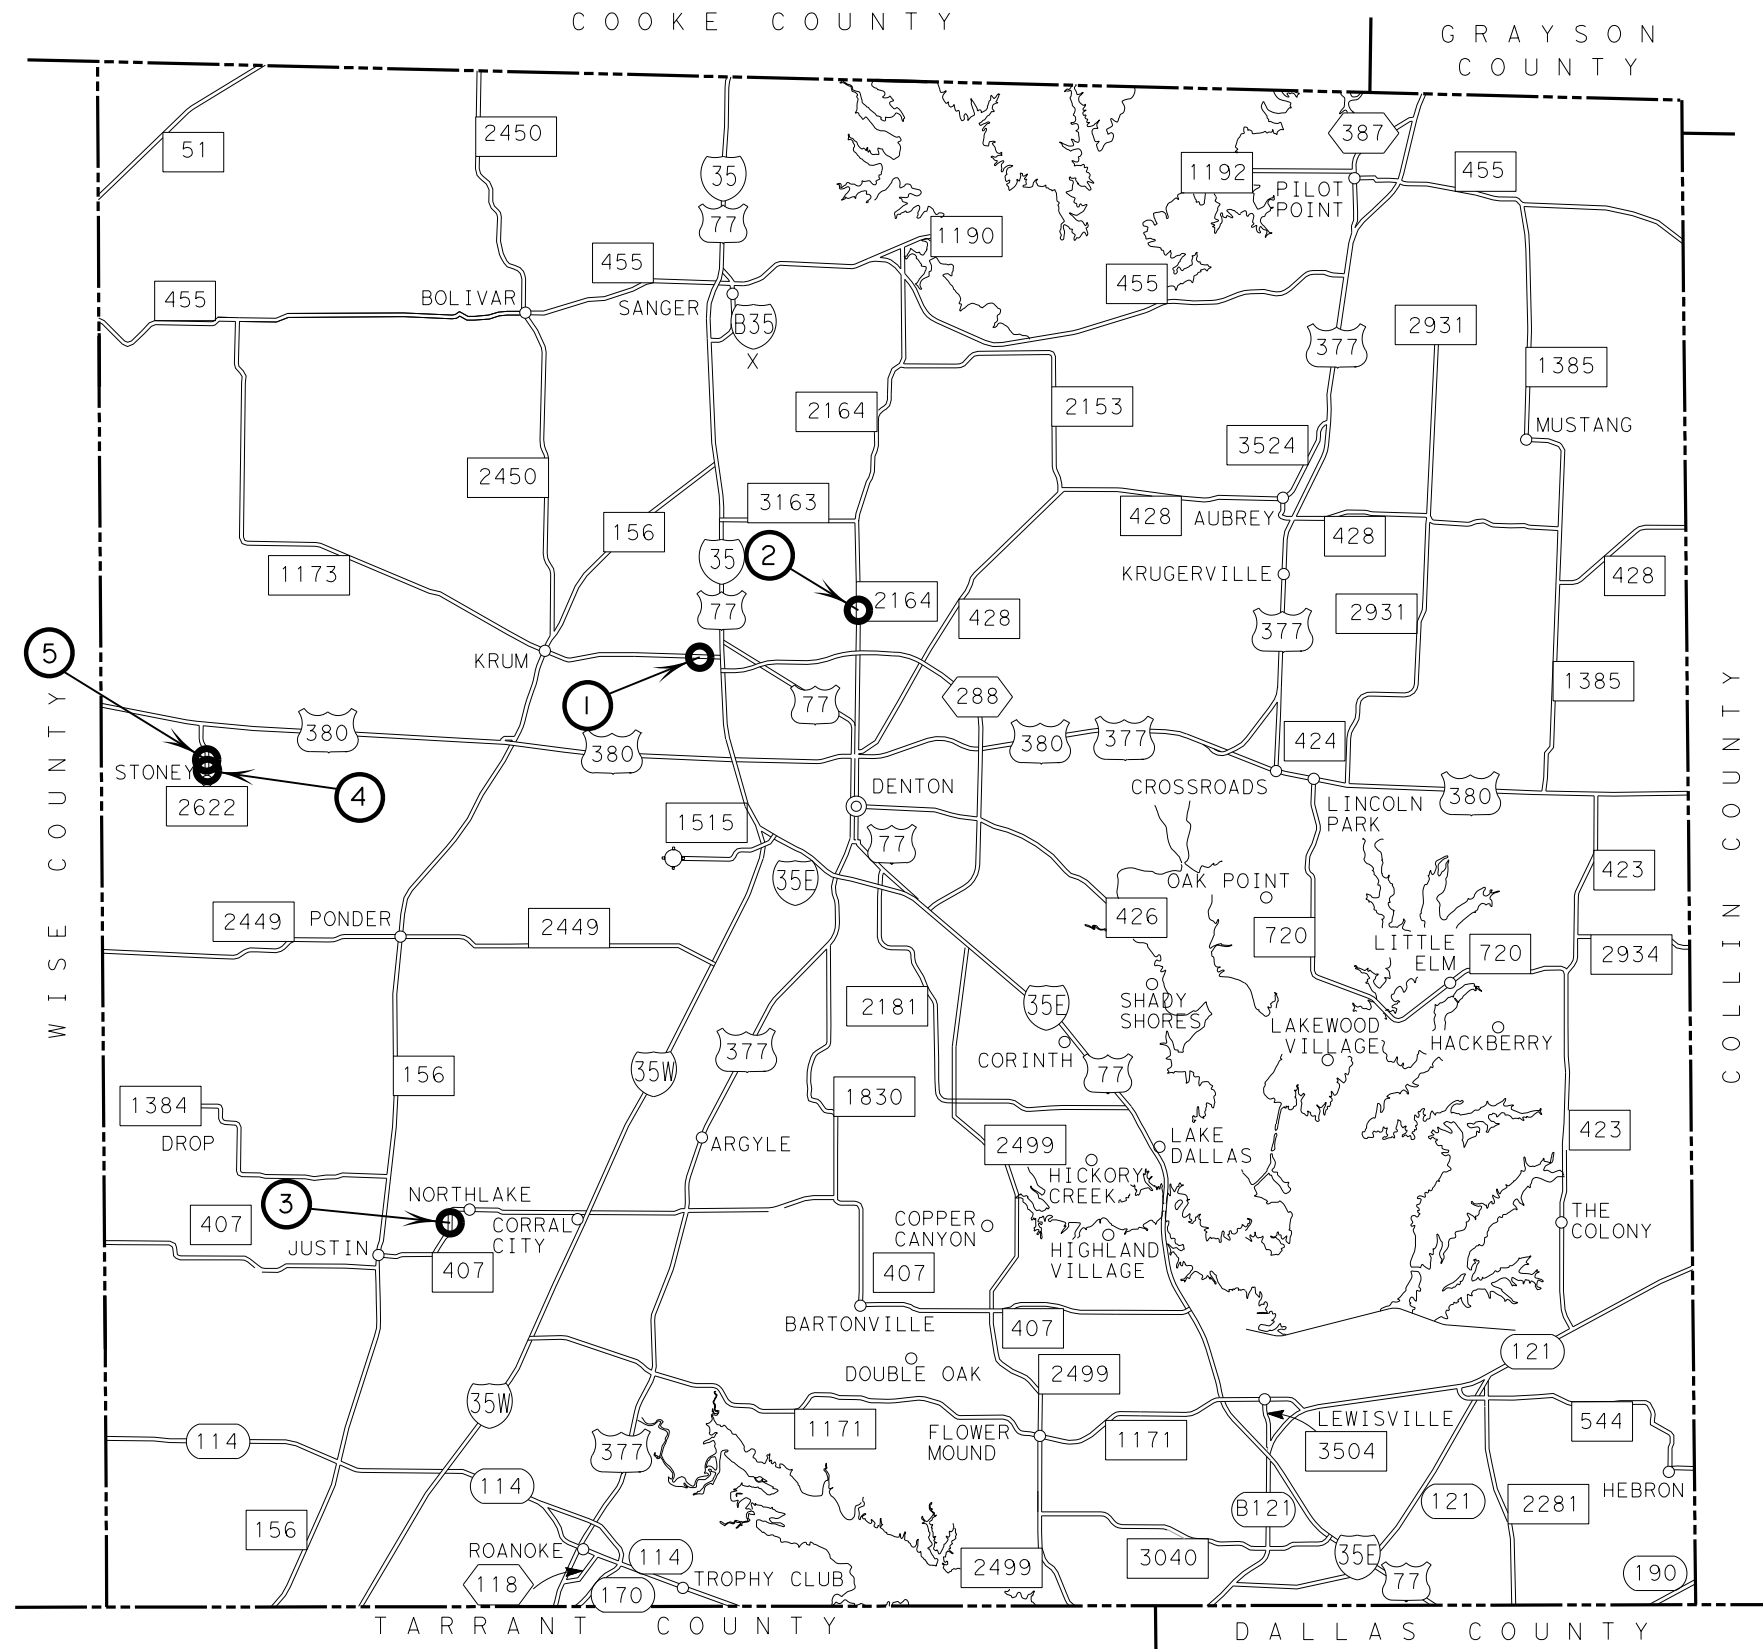 COOKE COUNTY
GRAYSON
COUNTY
387
51
2450
35
1192
455
PILOT
POINT
77
1190
455
455
455
BOLIVAR
SANGER
B35
X
2931
377
1385
2164
2153
MUSTANG
3524
2450
3163
156
428
AUBREY
428
35
2
1173
KRUGERVILLE
428
2164
77
428
2931
377
5
KRUM
1
288
1385
77
380
380
380
377
424
STONEY
4
2622
DENTON
CROSSROADS
380
LINCOLN
PARK
1515
77
35E
423
OAK POINT
2449
PONDER
2449
426
720
LITTLE
ELM
720
2934
2181
35E
SHADY
SHORES
LAKEWOOD
VILLAGE
HACKBERRY
377
CORINTH
35W
156
77
1384
1830
DROP
ARGYLE
2499
LAKE
DALLAS
423
HICKORY
CREEK
3
NORTHLAKE
407
CORRAL
CITY
COPPER
CANYON
THE
COLONY
JUSTIN
407
HIGHLAND
VILLAGE
407
BARTONVILLE
407
121
DOUBLE OAK
2499
35W
1171
FLOWER
MOUND
1171
LEWISVILLE
3504
544
114
377
114
HEBRON
B121
121
2281
156
ROANOKE
114
2499
3040
35E
118
TROPHY CLUB
170
77
190
WISE COUNTY
COLLIN COUNTY
TARRANT COUNTY
DALLAS COUNTY